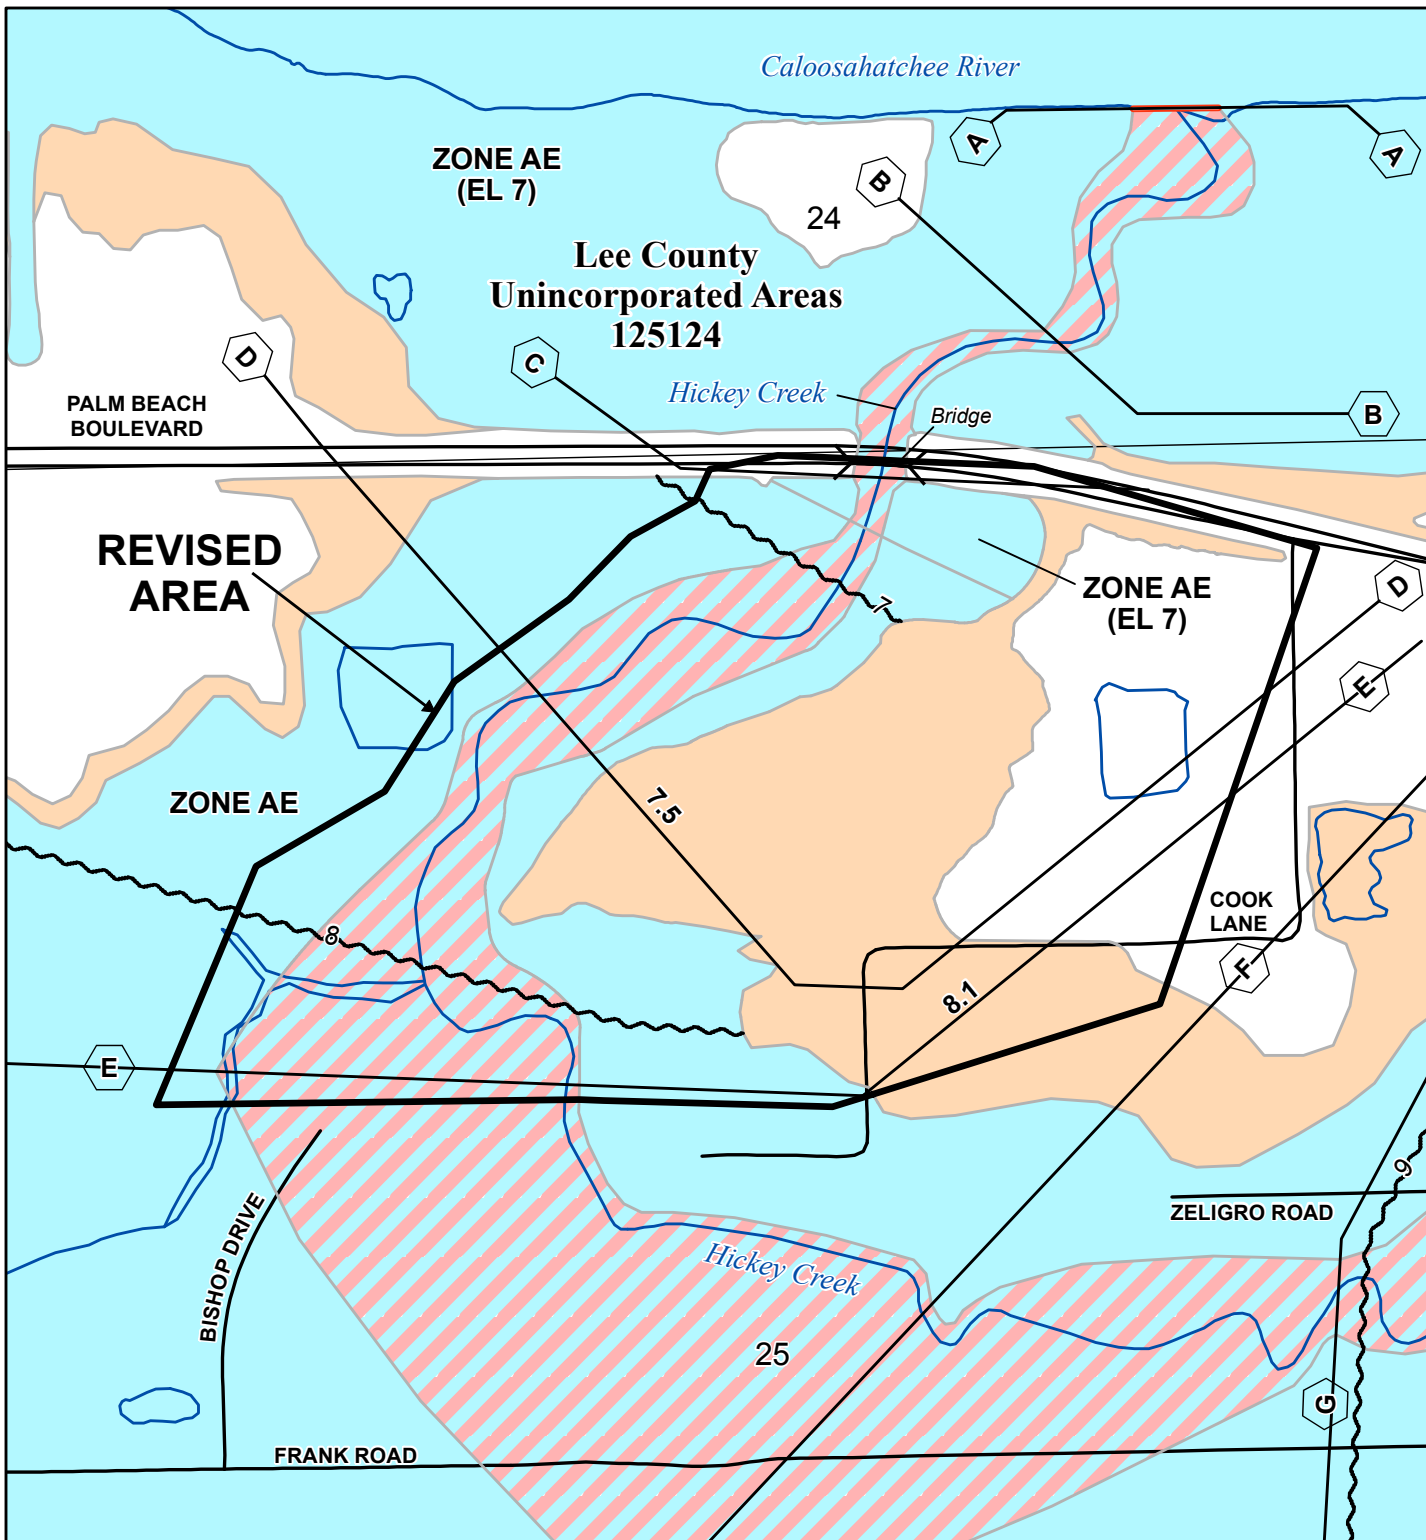 Caloosahatchee River
A
A
ZONE AE
(EL 7)
B
24
Lee County
Unincorporated Areas
125124
D
C
Hickey Creek
Bridge
B
PALM BEACH
BOULEVARD
REVISED
AREA
7
ZONE AE
(EL 7)
D
E
ZONE AE
7.5
COOK
LANE
8
F
8.1
E
9
ZELIGRO ROAD
BISHOP DRIVE
Hickey Creek
25
G
FRANK ROAD